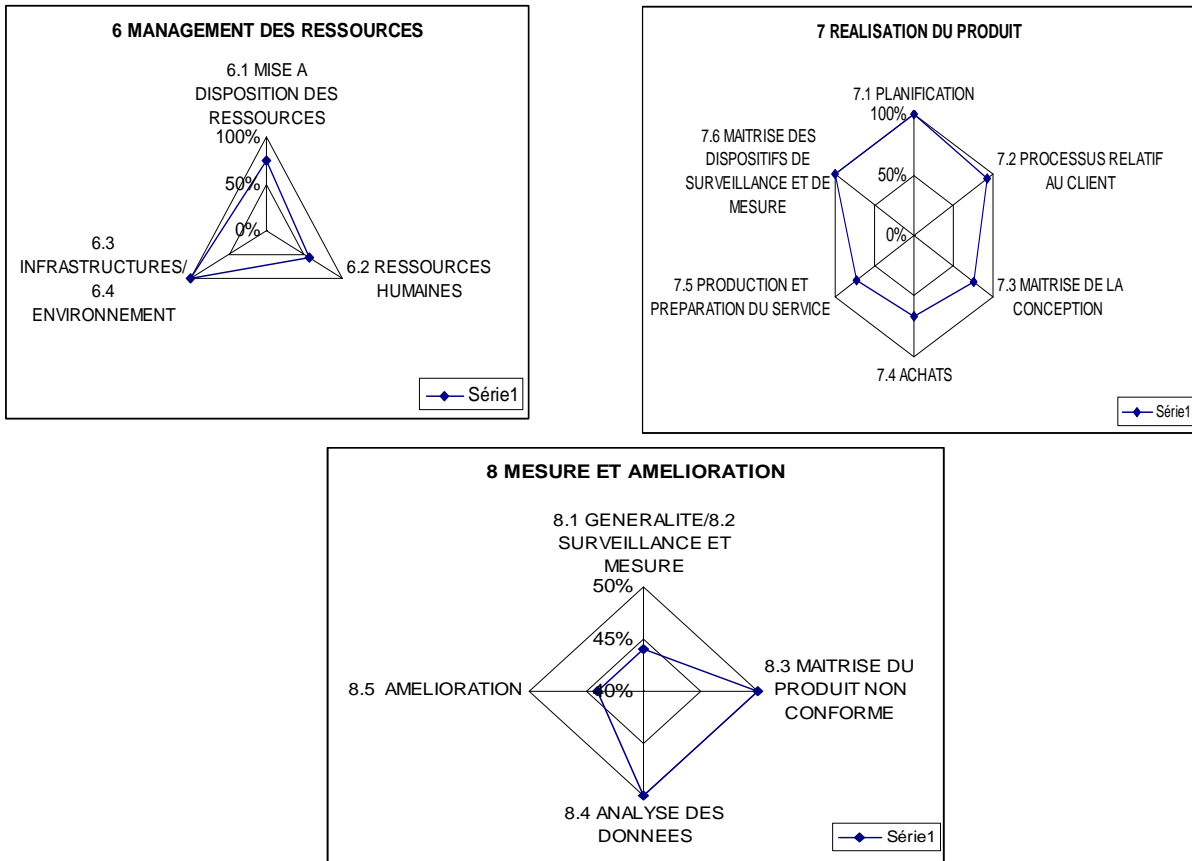 6 MANAGEMENT DES RESSOURCES
6.1 MISE A
DISPOSITION DES
RESSOURCES
100%
50%
0%
6.3
INFRASTRUCTURES/
6.4
ENVIRONNEMENT
6.2 RESSOURCES
HUMAINES
Série1
7 REALISATION DU PRODUIT
7.1 PLANIFICATION
100%
7.6 MAITRISE DES
DISPOSITIFS DE
SURVEILLANCE ET DE
MESURE
7.2 PROCESSUS RELATIF
AU CLIENT
50%
0%
7.5 PRODUCTION ET
PREPARATION DU SERVICE
7.3 MAITRISE DE LA
CONCEPTION
7.4 ACHATS
Série1
8 MESURE ET AMELIORATION
8.1 GENERALITE/8.2
SURVEILLANCE ET
MESURE
50%
45%
40%
8.5 AMELIORATION
8.3 MAITRISE DU
PRODUIT NON
CONFORME
8.4 ANALYSE DES
DONNEES
Série1